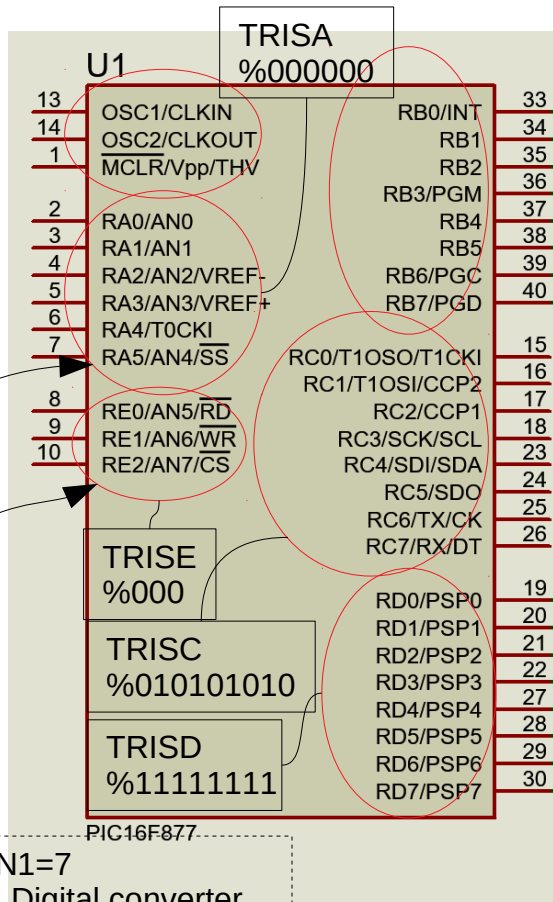 TRISA
%000000
U1
13 OSC1/CLKIN
14 OSC2/CLKOUT
1 MCLR/Vpp/THV
2 RA0/AN0
3 RA1/AN1
4 RA2/AN2/VREF-
5 RA3/AN3/VREF+
6 RA4/T0CKI
7 RA5/AN4/SS
8 RE0/AN5/RD
9 RE1/AN6/WR
10 RE2/AN7/CS
RB0/INT 33
RB1 34
RB2 35
RB3/PGM 36
RB4 37
RB5 38
RB6/PGC 39
RB7/PGD 40
RC0/T1OSO/T1CKI 15
RC1/T1OSI/CCP2 16
RC2/CCP1 17
RC3/SCK/SCL 18
RC4/SDI/SDA 23
RC5/SDO 24
RC6/TX/CK 25
RC7/RX/DT 26
RD0/PSP0 19
RD1/PSP1 20
RD2/PSP2 21
RD3/PSP3 22
RD4/PSP4 27
RD5/PSP5 28
RD6/PSP6 29
RD7/PSP7 30
TRISE
%000
TRISC
%010101010
TRISD
%11111111
PIC16F877
N1=7
Digital converter